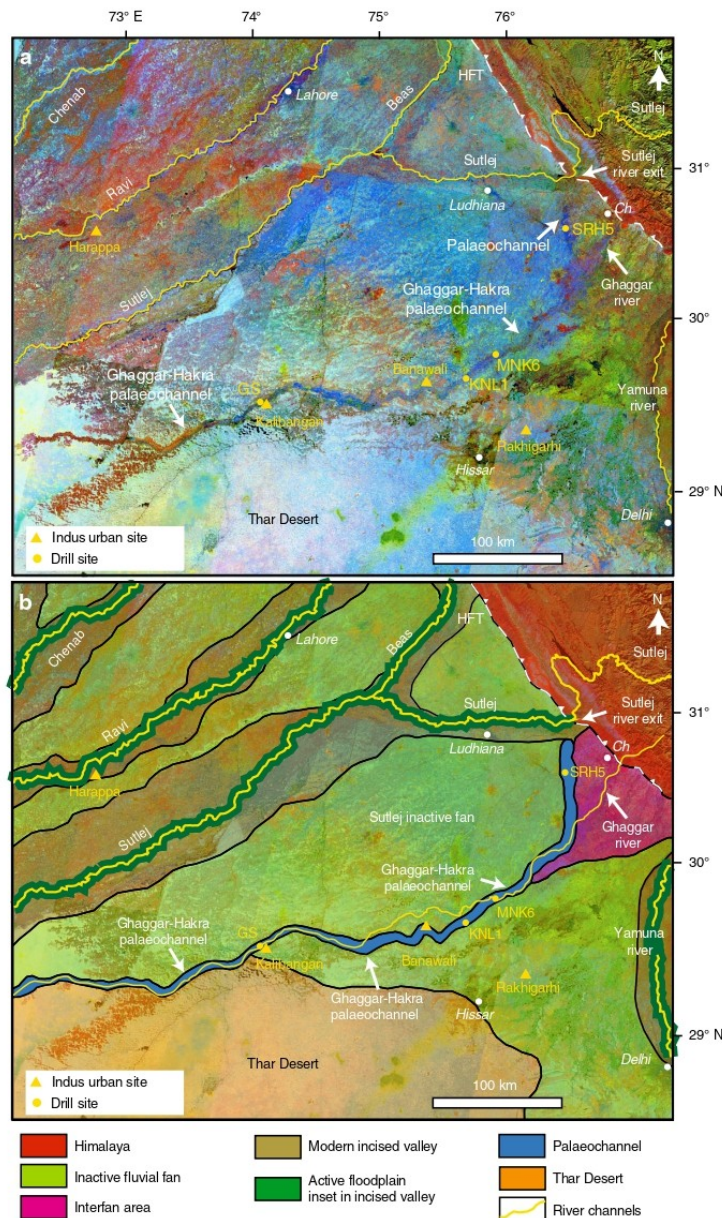 73° E
74°
75°
76°
a
N
HFT
Chenab
Lahore
Beas
Sutlej
Sutlej
river exit
31°
Ravi
Sutlej
Ludhiana
Ch
Harappa
SRH5
Palaeochannel
Ghaggar
river
Sutlej
Ghaggar-Hakra
palaeochannel
30°
MNK6
Banawali
KNL1
Ghaggar-Hakra
palaeochannel
GS
Kalibangan
Yamuna
river
Rakhigarhi
Hissar
29° N
Thar Desert
Delhi
Indus urban site
Drill site
100 km
b
N
HFT
Chenab
Lahore
Beas
Sutlej
Sutlej
river exit
31°
Ravi
Sutlej
Ludhiana
Ch
Harappa
SRH5
Sutlej
Sutlej inactive fan
Ghaggar
river
30°
Ghaggar-Hakra
palaeochannel
MNK6
Ghaggar-Hakra
palaeochannel
KNL1
Yamuna
river
GS
Kalibangan
Banawali
Rakhigarhi
Ghaggar-Hakra
palaeochannel
Hissar
29° N
Thar Desert
Delhi
Indus urban site
Drill site
100 km
Himalaya
Modern incised valley
Palaeochannel
Inactive fluvial fan
Active floodplain
inset in incised valley
Thar Desert
Interfan area
River channels